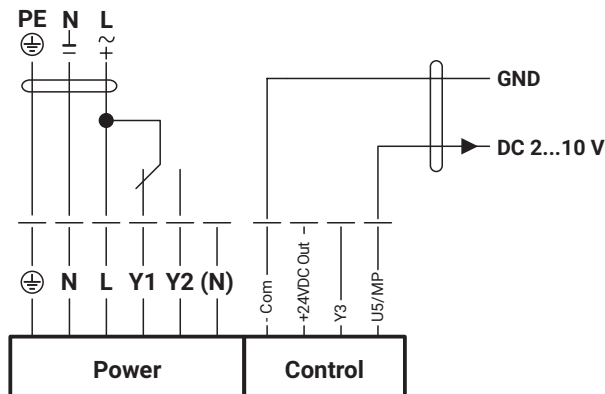 PE N L
GND
DC 2...10 V
N L Y1 Y2 (N)
- Com
+24VDC Out -
Y3
U5/MP
Power
Control